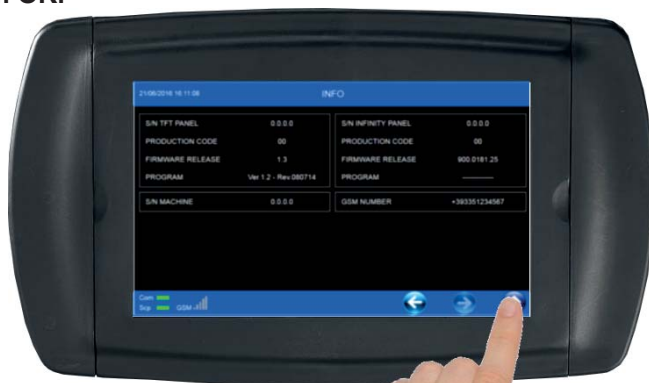 21/06/2016 16:11:08 INFO
S/N TFT PANEL 0.0.0.0
PRODUCTION CODE 00
FIRMWARE RELEASE 1.3
PROGRAM Ver 1.2 - Rev.080714
S/N INFINITY PANEL 0.0.0.0
PRODUCTION CODE 00
FIRMWARE RELEASE 900.0181.25
PROGRAM ———
S/N MACHINE 0.0.0.0
GSM NUMBER +393351234567
Com
Scp GSM